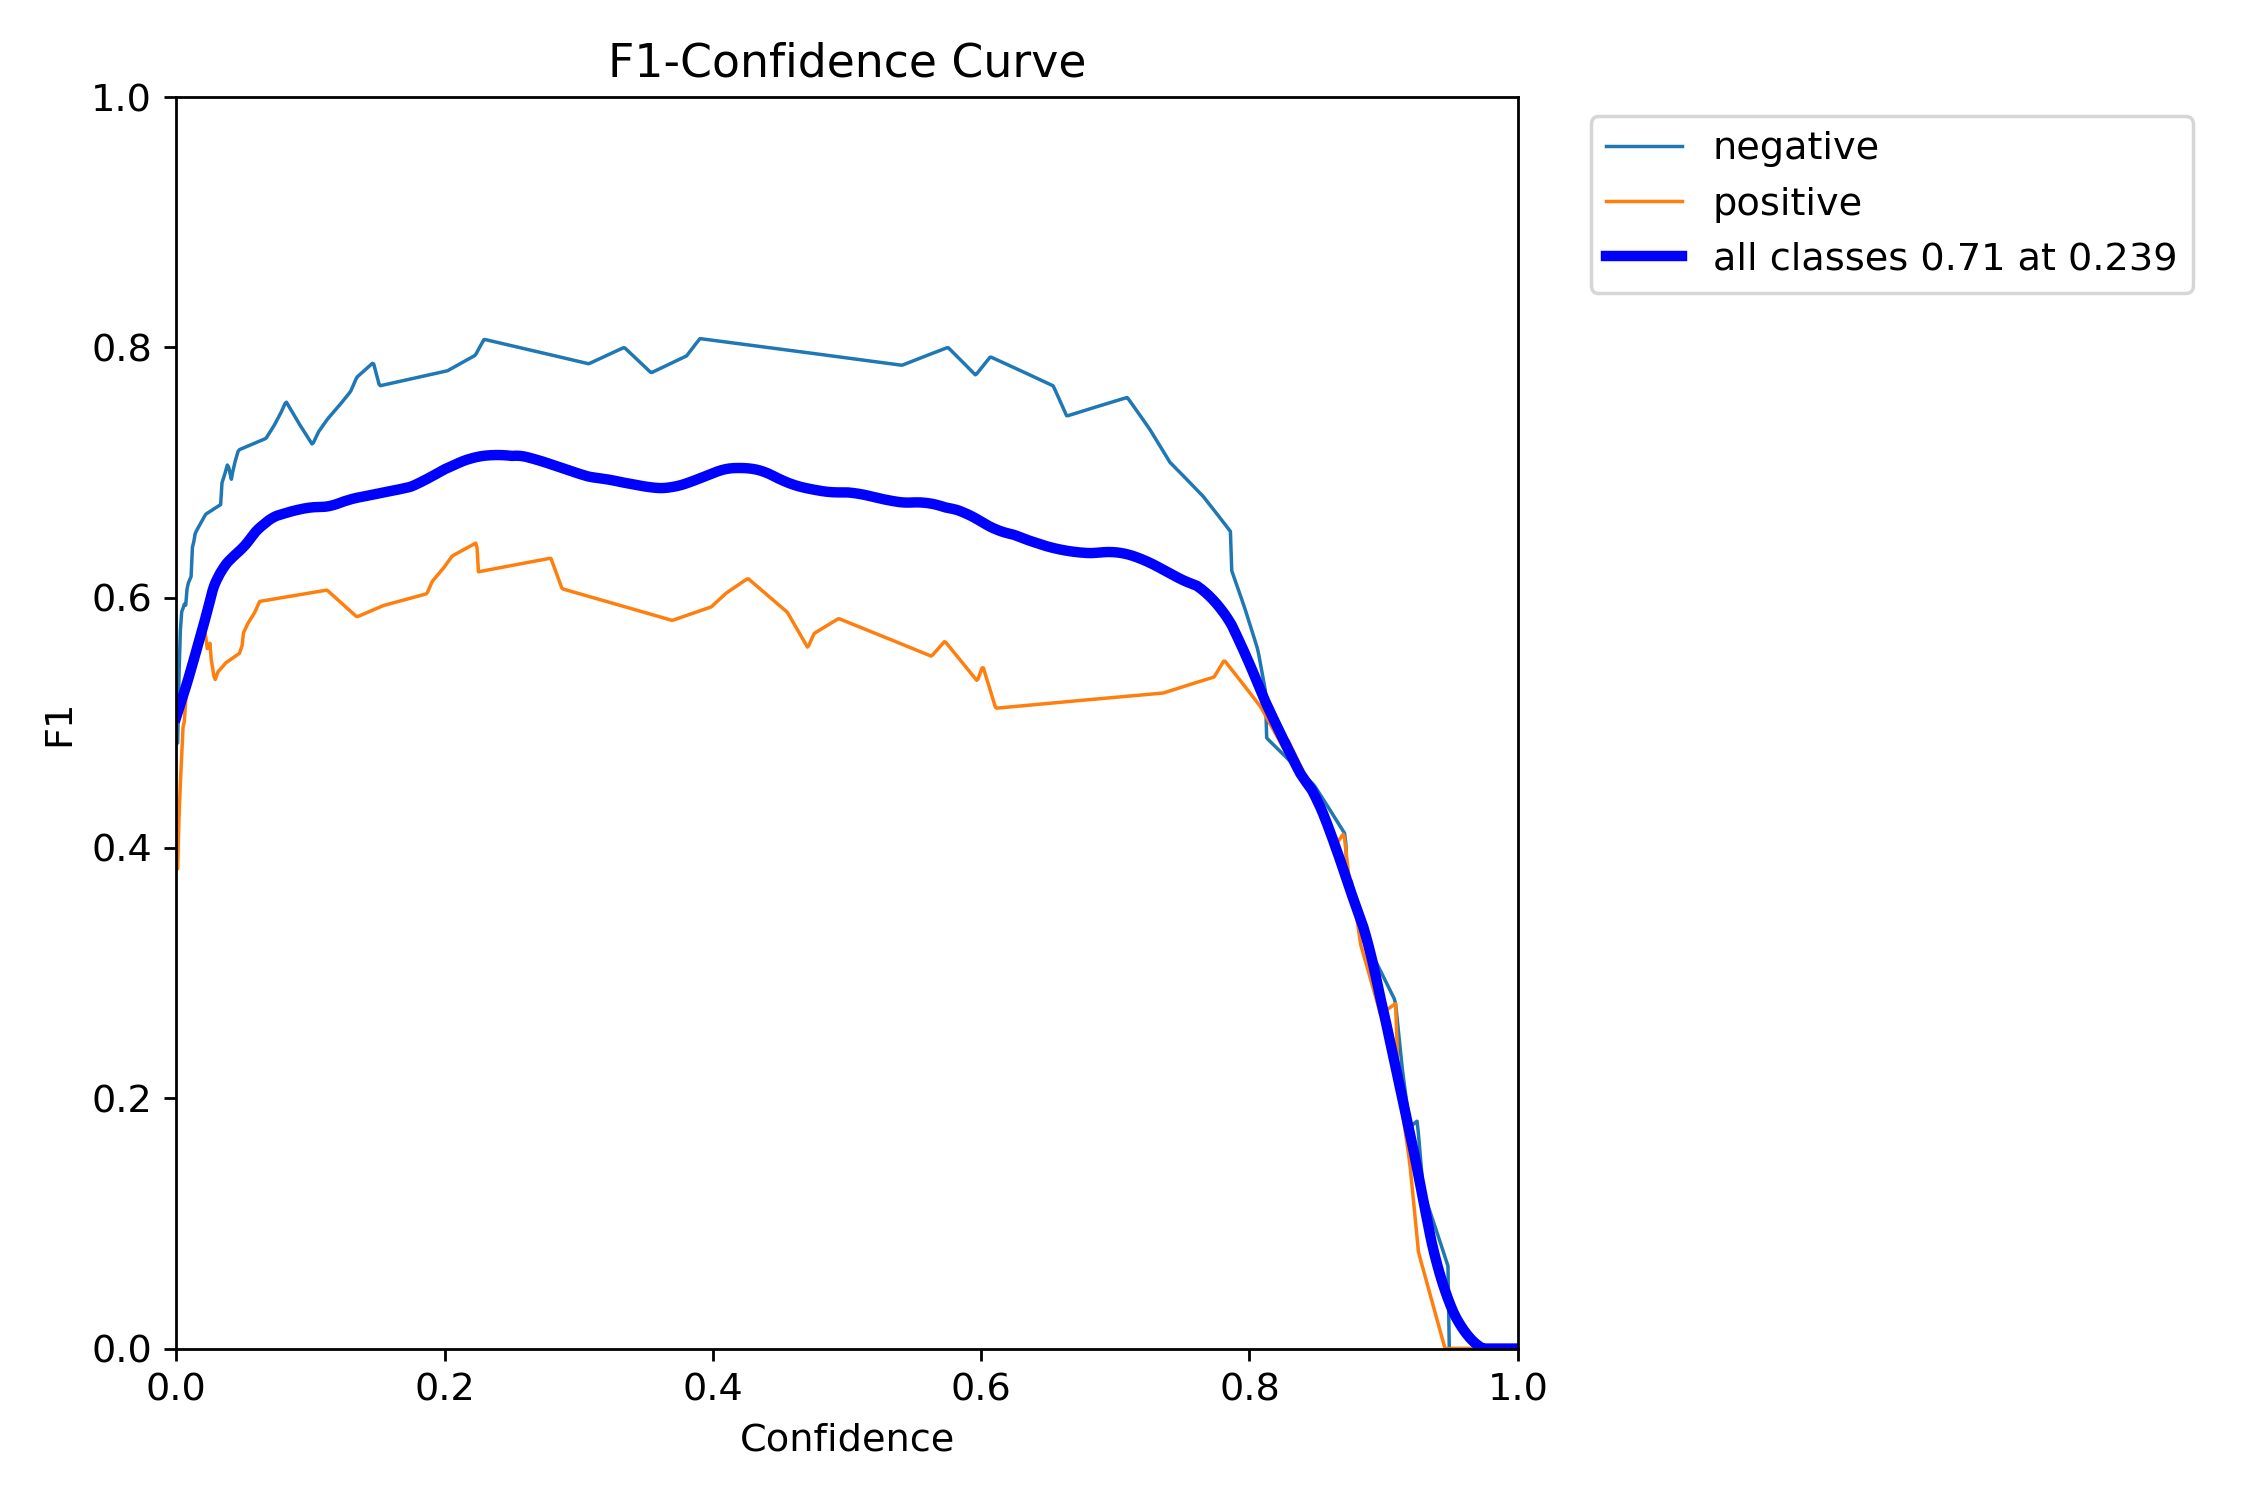 F1-Confidence Curve
1.0
0.8
0.6
0.4
0.2
0.0
F1
0.0 0.2 0.4 0.6 0.8 1.0
Confidence
negative
positive
all classes 0.71 at 0.239